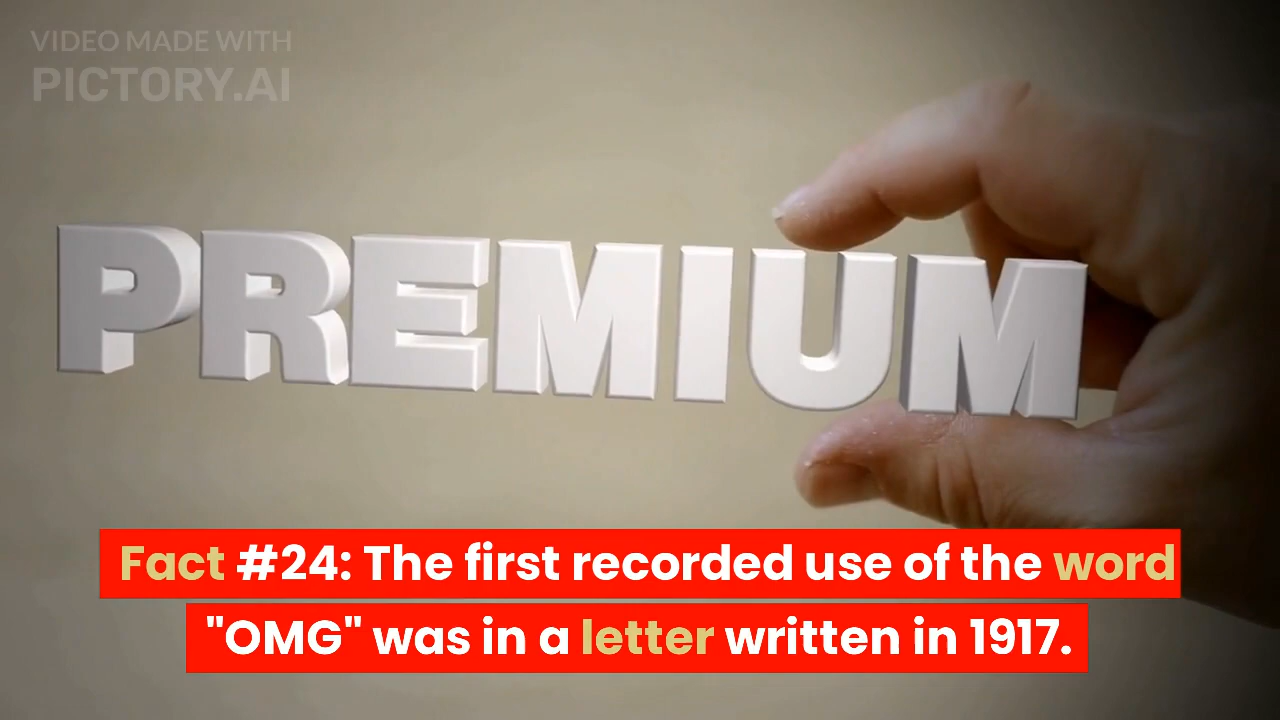 VIDEO MADE WITH
PICTORY.AI
PREMIUM
Fact #24: The first recorded use of the word
"OMG" was in a letter written in 1917.